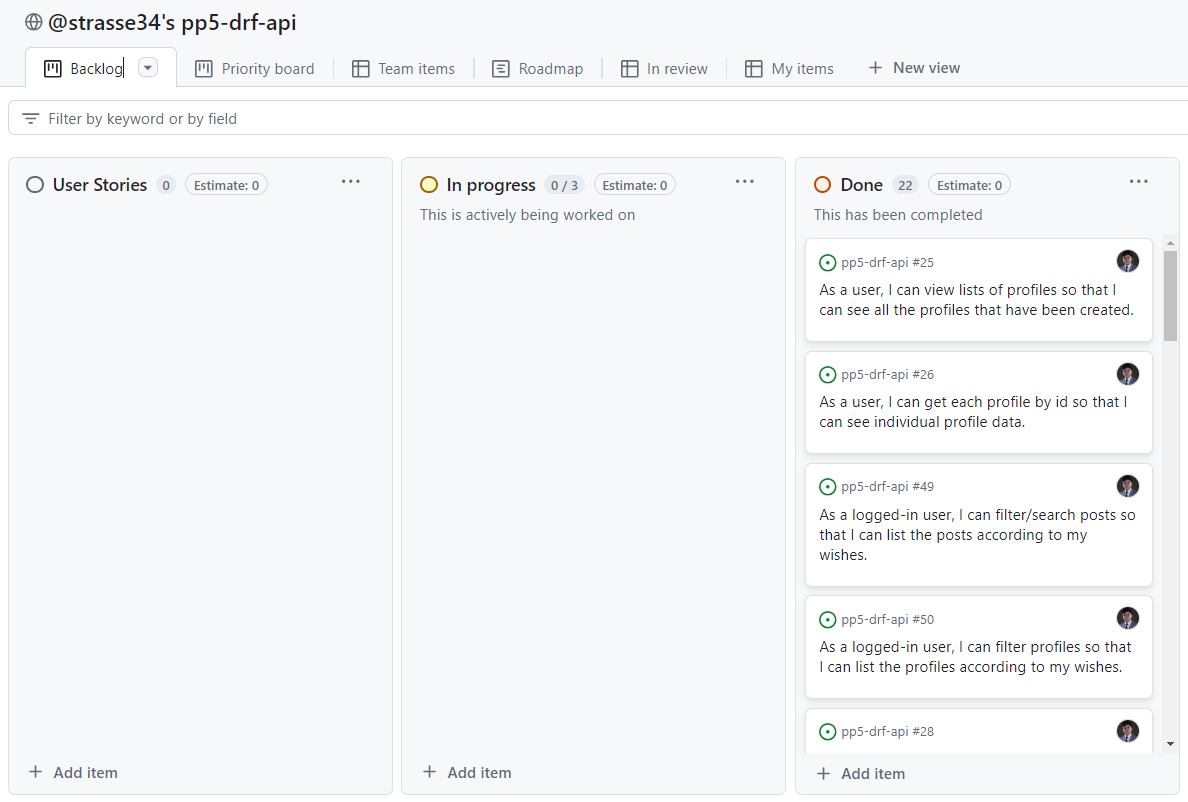 @strasse34's pp5-drf-api
Backlog
Priority board
Team items
Roadmap
In review
My items
New view
Filter by keyword or by field
User Stories 0 Estimate: 0
Add item
In progress 0 / 3 Estimate: 0
This is actively being worked on
Add item
Done 22 Estimate: 0
This has been completed
pp5-drf-api #25
As a user, I can view lists of profiles so that I
can see all the profiles that have been created.
pp5-drf-api #26
As a user, I can get each profile by id so that I
can see individual profile data.
pp5-drf-api #49
As a logged-in user, I can filter/search posts so
that I can list the posts according to my
wishes.
pp5-drf-api #50
As a logged-in user, I can filter profiles so that
I can list the profiles according to my wishes.
pp5-drf-api #28
Add item